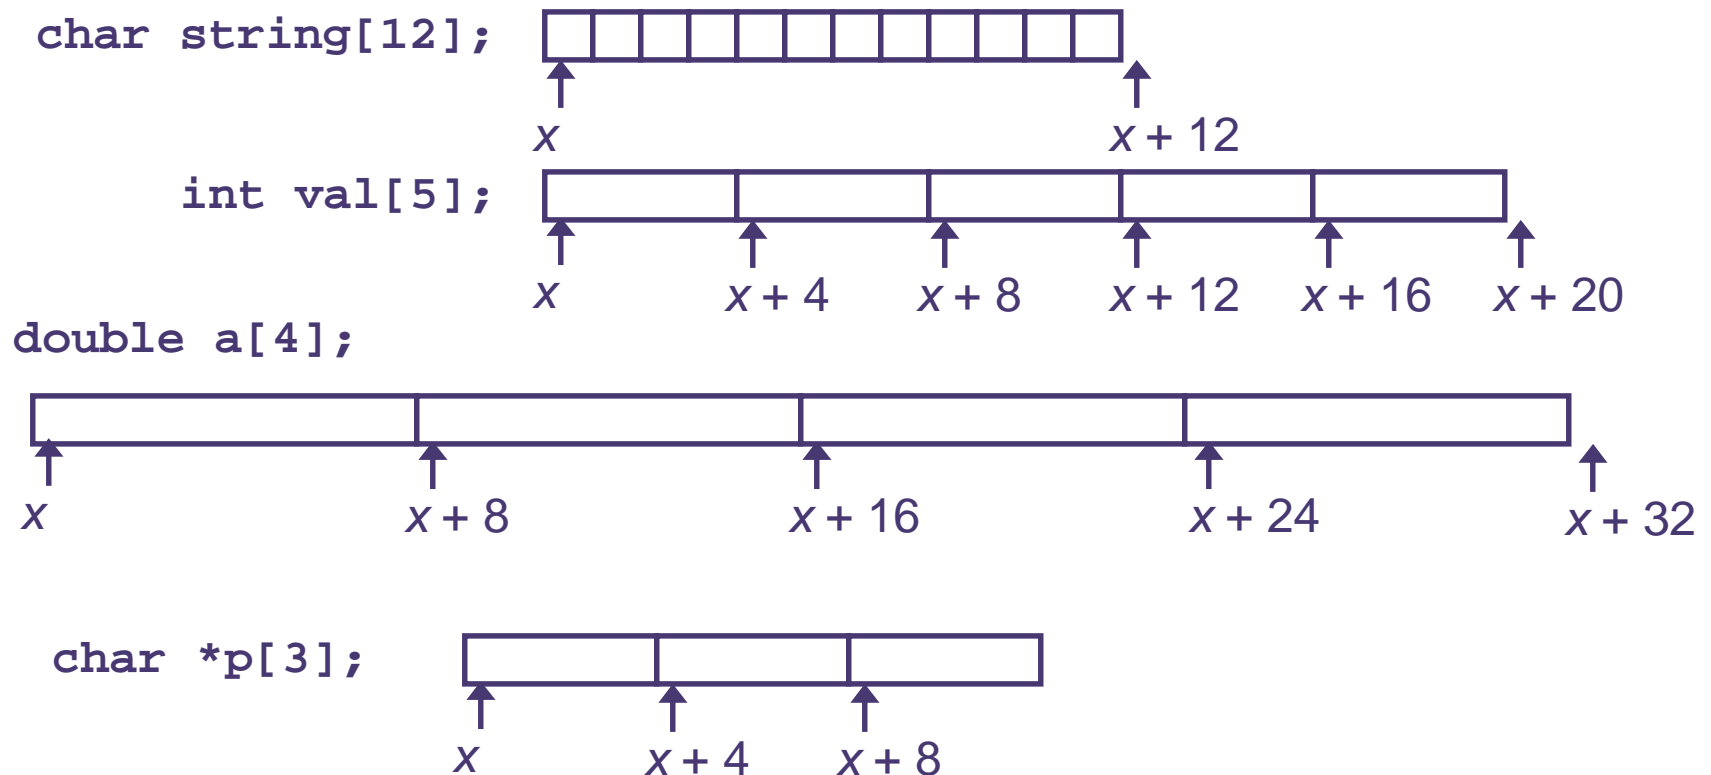 char string[12];
x x + 12
int val[5];
x x + 4 x + 8 x + 12 x + 16 x + 20
double a[4];
x x + 8 x + 16 x + 24 x + 32
char *p[3];
x x + 4 x + 8